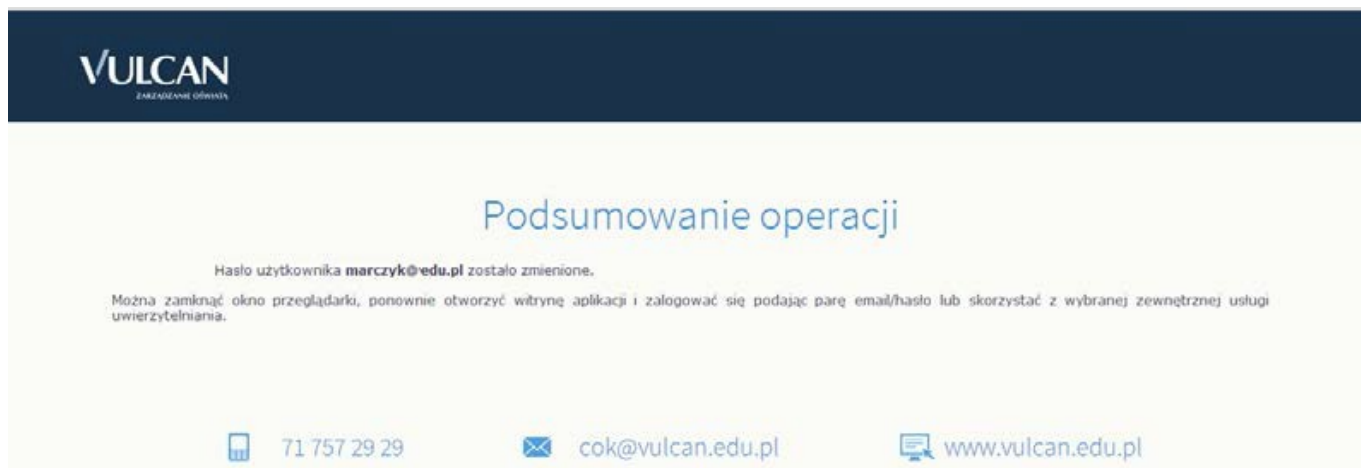 VULCAN
ZARZĄDZANIE OŚWIATĄ
Podsumowanie operacji
Hasło użytkownika marczyk@edu.pl zostało zmienione.
Można zamknąć okno przeglądarki, ponownie otworzyć witrynę aplikacji i zalogować się podając parę email/hasło lub skorzystać z wybranej zewnętrznej usługi
uwierzytelniania.
71 757 29 29 cok@vulcan.edu.pl www.vulcan.edu.pl